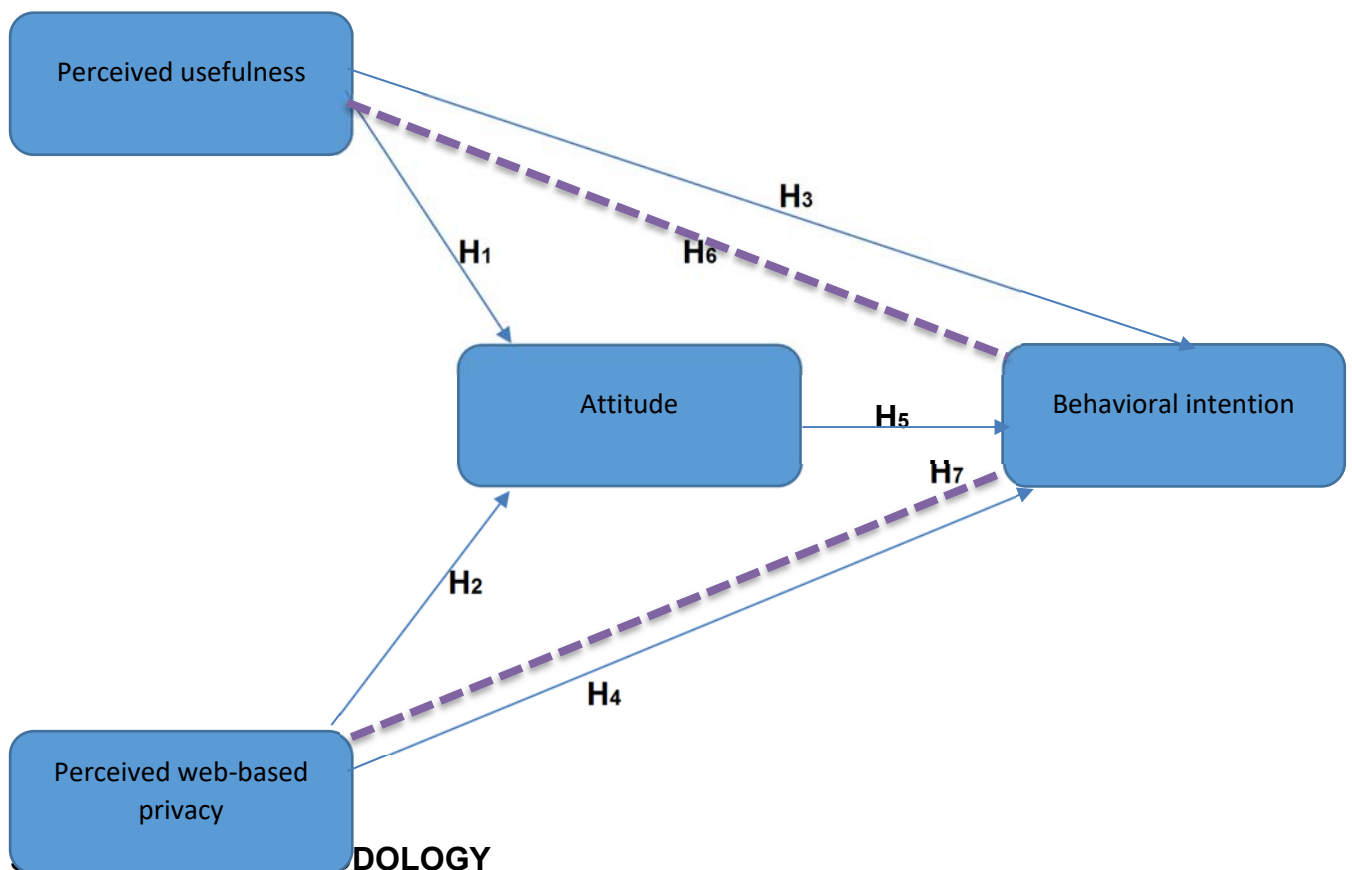 Perceived usefulness
H3
H1
H6
Attitude
H5
Behavioral intention
H7
H2
H4
Perceived web-based
privacy
DOLOGY